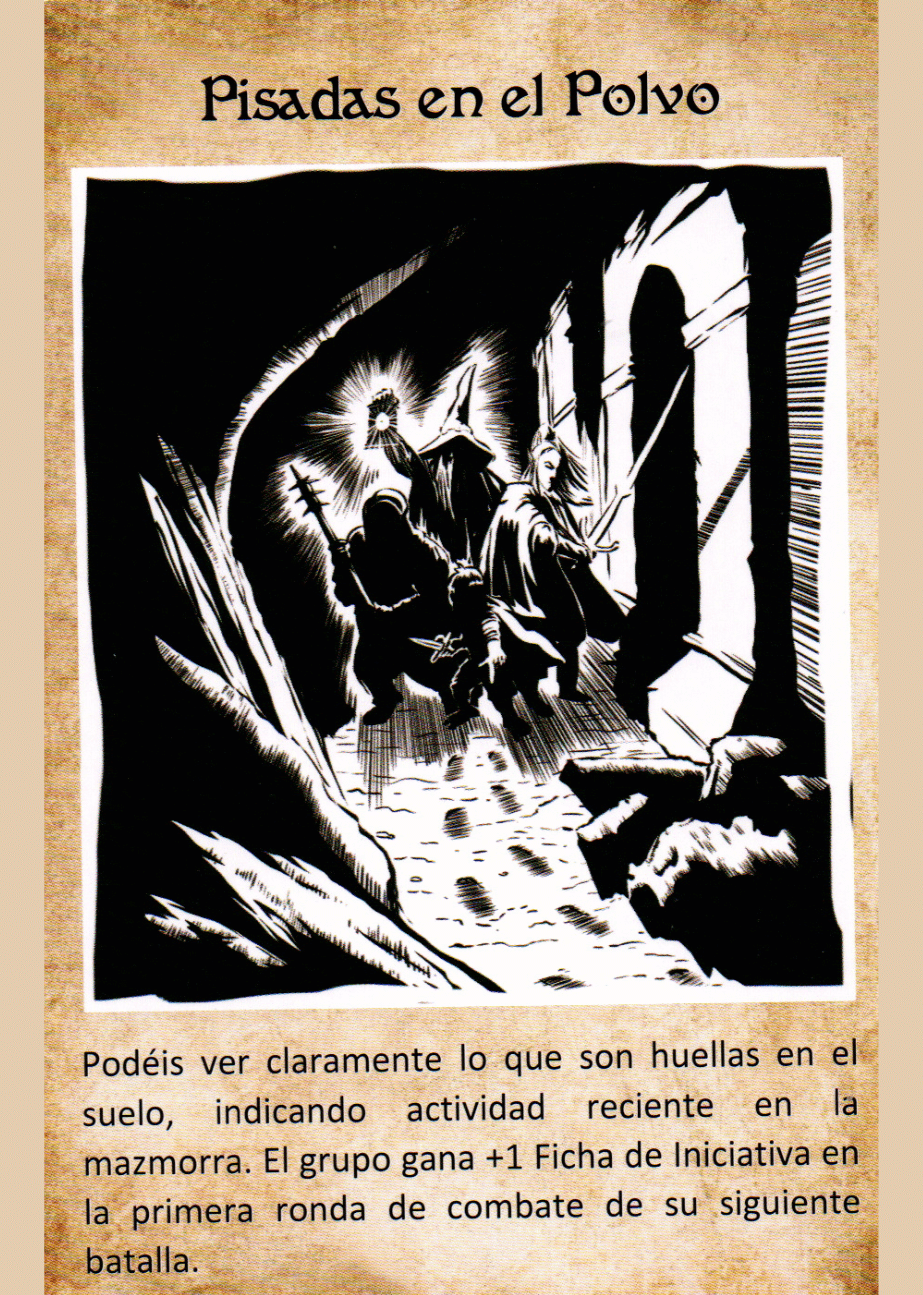 Pisadas en el Polvo
Podéis ver claramente lo que son huellas en el
suelo, indicando actividad reciente en la
mazmorra. El grupo gana +1 Ficha de Iniciativa en
la primera ronda de combate de su siguiente
batalla.